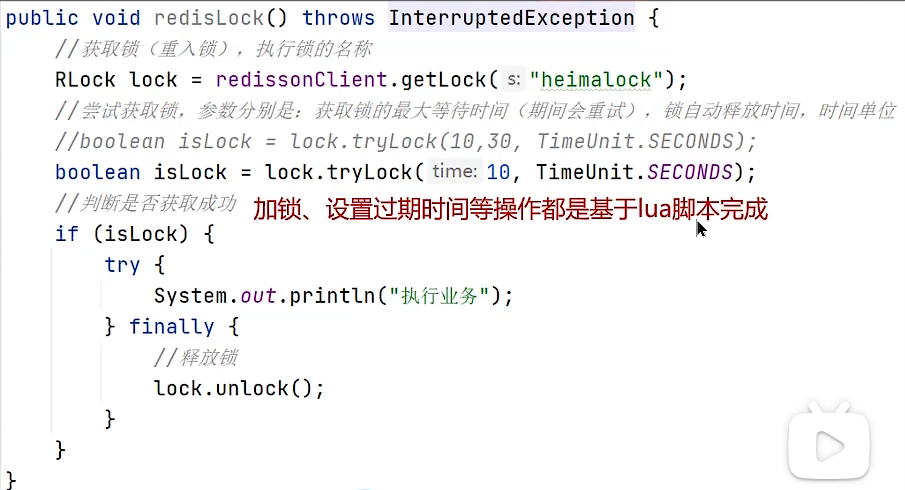 public void redisLock() throws InterruptedException {
//获取锁（重入锁），执行锁的名称
RLock lock = redissonClient.getLock( s: "heimalock");
//尝试获取锁，参数分别是：获取锁的最大等待时间（期间会重试），锁自动释放时间，时间单位
//boolean isLock = lock.tryLock(10,30, TimeUnit.SECONDS);
boolean isLock = lock.tryLock( time: 10, TimeUnit.SECONDS);
//判断是否获取成功 加锁、设置过期时间等操作都是基于lua脚本完成
if (isLock) {
try {
System.out.println("执行业务");
} finally {
//释放锁
lock.unlock();
}
}
}